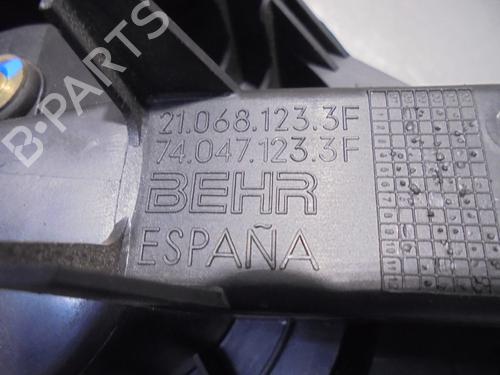 21.068.123.3F
74.047.123.3F
BEHR
ESPAÑA
B-PARTS